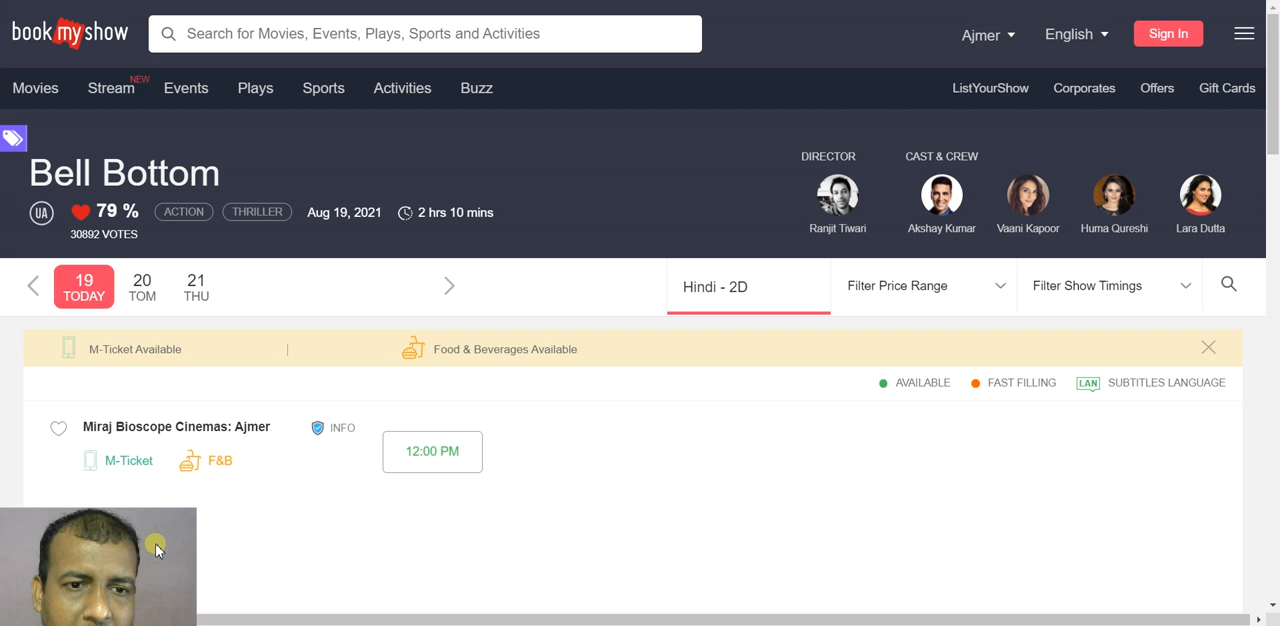 book my show
Search for Movies, Events, Plays, Sports and Activities
Ajmer
English
Sign In
Movies
Stream NEW
Events
Plays
Sports
Activities
Buzz
ListYourShow
Corporates
Offers
Gift Cards
Bell Bottom
UA
79 %
30892 VOTES
ACTION
THRILLER
Aug 19, 2021
2 hrs 10 mins
DIRECTOR
Ranjit Tiwari
CAST & CREW
Akshay Kumar
Vaani Kapoor
Huma Qureshi
Lara Dutta
19
TODAY
20
TOM
21
THU
Hindi - 2D
Filter Price Range
Filter Show Timings
M-Ticket Available
|
Food & Beverages Available
AVAILABLE
FAST FILLING
LAN SUBTITLES LANGUAGE
Miraj Bioscope Cinemas: Ajmer
INFO
M-Ticket
F&B
12:00 PM